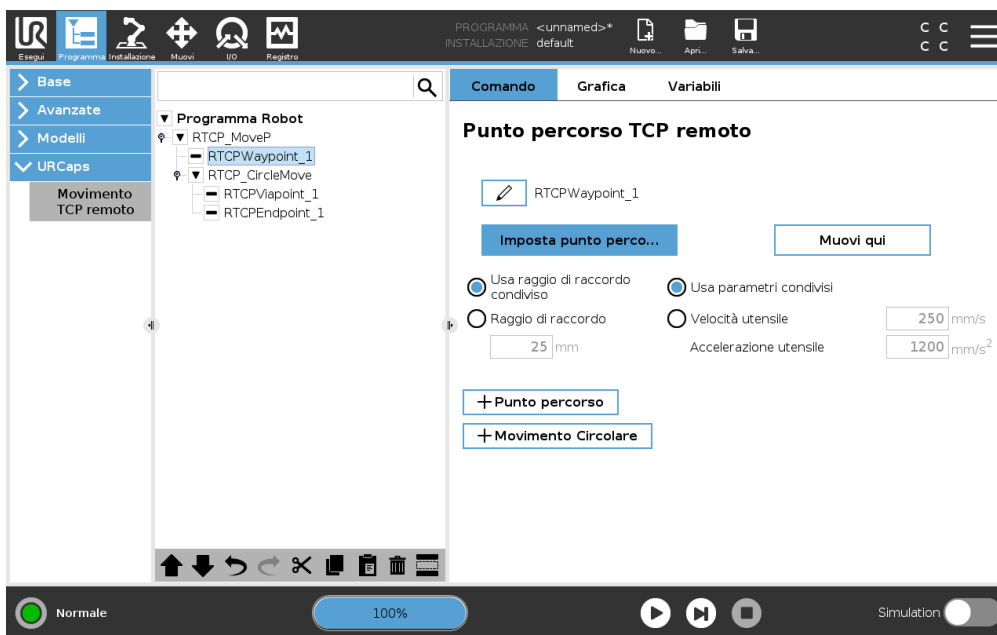 UR
PROGRAMMA <unnamed>*
INSTALLAZIONE default
Esegui
Programma
Installazione
Muovi
I/O
Registro
Nuovo...
Apri...
Salva...
C C
C C
Base
Avanzate
Modelli
URCaps
Movimento
TCP remoto
Programma Robot
RTCP_MoveP
RTCPWaypoint_1
RTCP_CircleMove
RTCPViapoint_1
RTCPEndpoint_1
Comando
Grafica
Variabili
Punto percorso TCP remoto
RTCPWaypoint_1
Imposta punto perco...
Muovi qui
Usa raggio di raccordo
condiviso
Usa parametri condivisi
Raggio di raccordo
Velocità utensile 250 mm/s
25 mm
Accelerazione utensile 1200 mm/s²
+ Punto percorso
+ Movimento Circolare
Normale
100%
Simulation